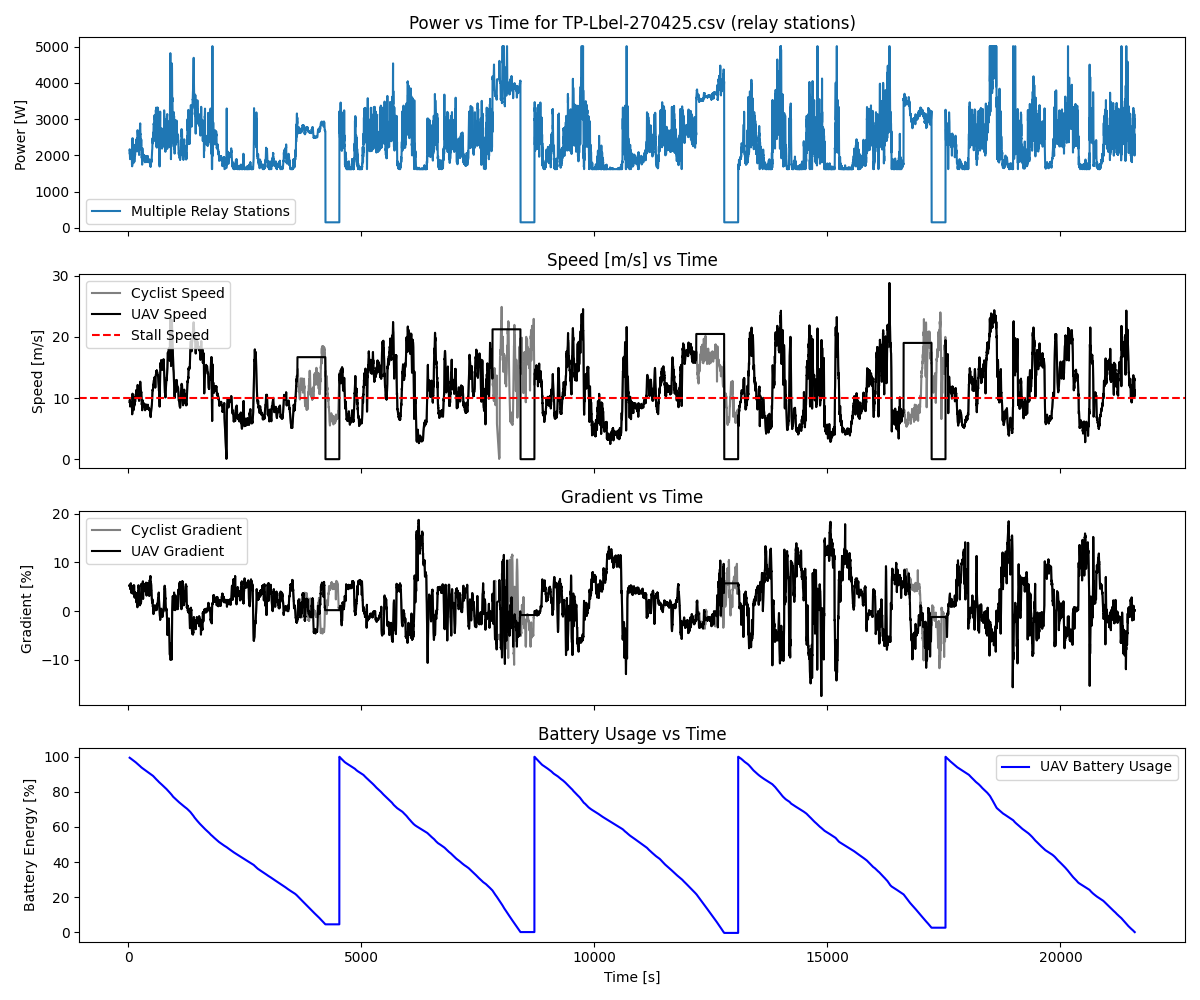 Power vs Time for TP-Lbel-270425.csv (relay stations)
5000
4000
3000
2000
1000
0
Power [W]
Multiple Relay Stations
Speed [m/s] vs Time
30
20
10
0
Speed [m/s]
Cyclist Speed
UAV Speed
Stall Speed
Gradient vs Time
20
10
0
−10
Gradient [%]
Cyclist Gradient
UAV Gradient
Battery Usage vs Time
100
80
60
40
20
0
Battery Energy [%]
UAV Battery Usage
0 5000 10000 15000 20000
Time [s]